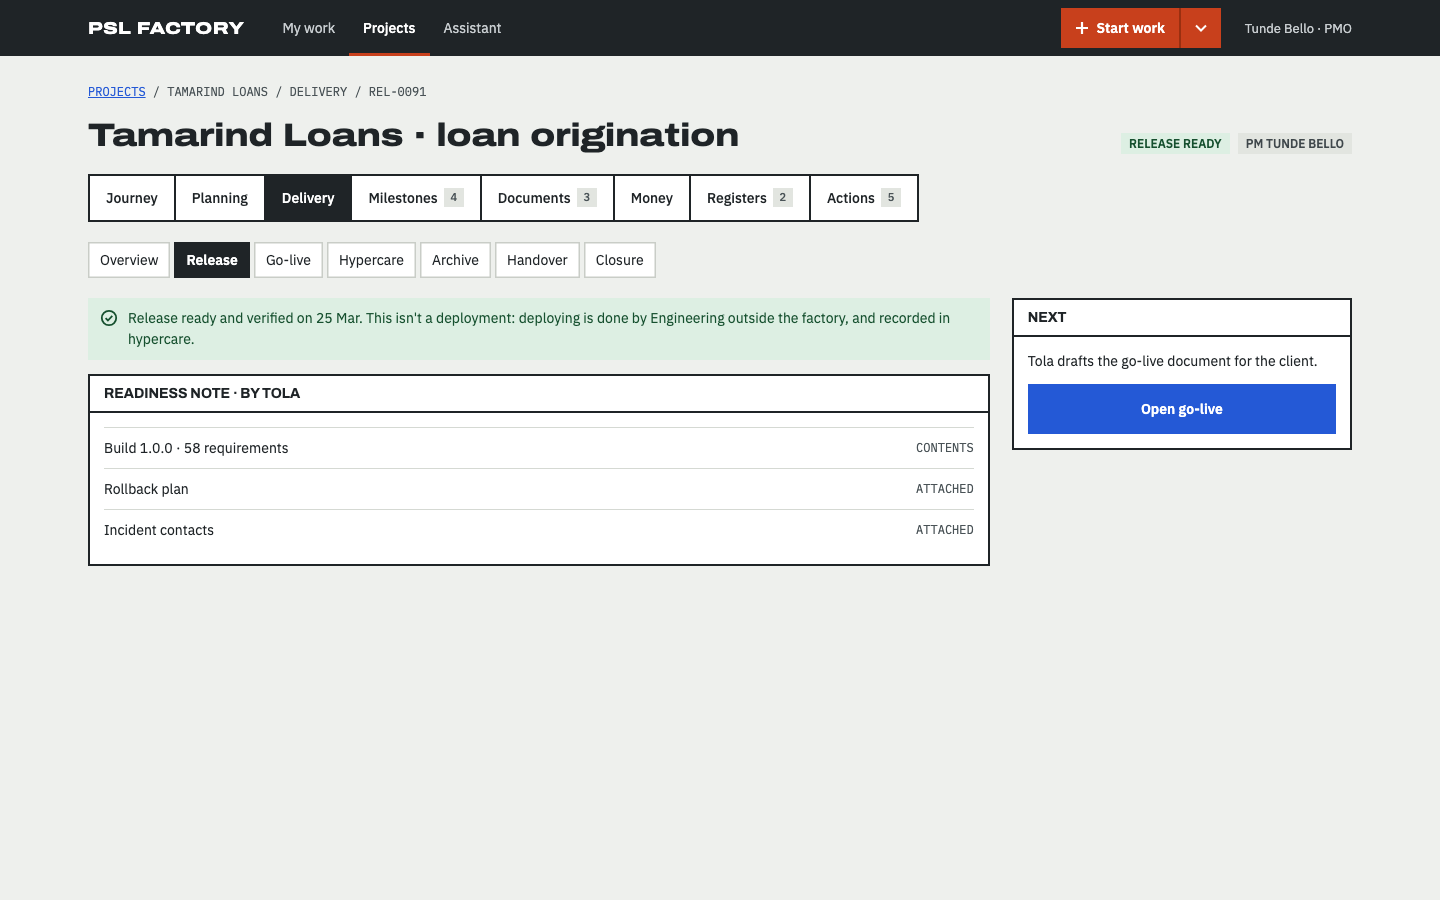 PSL FACTORY
My work
Projects
Assistant
Start work
Tunde Bello · PMO
PROJECTS / TAMARIND LOANS / DELIVERY / REL-0091
Tamarind Loans · loan origination
RELEASE READY
PM TUNDE BELLO
Journey
Planning
Delivery
Milestones 4
Documents 3
Money
Registers 2
Actions 5
Overview
Release
Go-live
Hypercare
Archive
Handover
Closure
Release ready and verified on 25 Mar. This isn't a deployment: deploying is done by Engineering outside the factory, and recorded in
hypercare.
READINESS NOTE · BY TOLA
Build 1.0.0 · 58 requirements
CONTENTS
Rollback plan
ATTACHED
Incident contacts
ATTACHED
NEXT
Tola drafts the go-live document for the client.
Open go-live